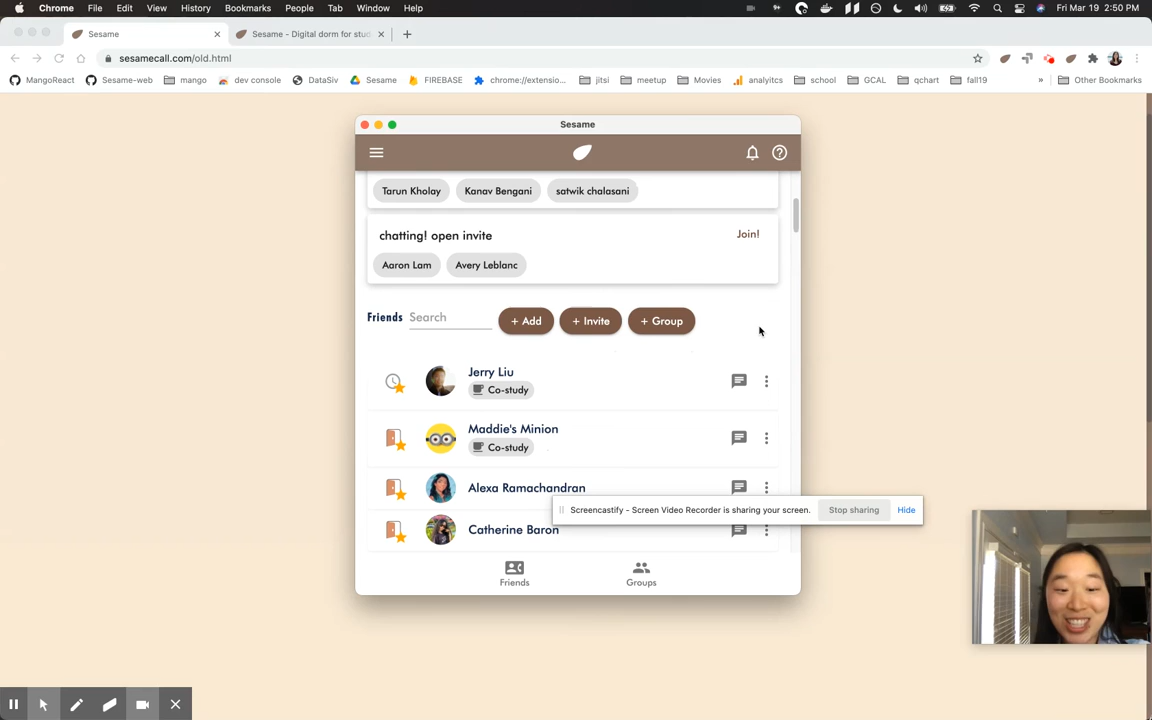 Chrome File Edit View History Bookmarks People Tab Window Help Fri Mar 19 2:50 PM
Sesame
Sesame - Digital dorm for stud
sesamecall.com/old.html
MangoReact Sesame-web mango dev console DataSiv Sesame FIREBASE chrome://extensio... jitsi meetup Movies analyitcs school GCAL qchart fall19 » Other Bookmarks
Sesame
Tarun Kholay Kanav Bengani satwik chalasani
chatting! open invite Join!
Aaron Lam Avery Leblanc
Friends Search + Add + Invite + Group
Jerry Liu
Co-study
Maddie's Minion
Co-study
Alexa Ramachandran
Screencastify - Screen Video Recorder is sharing your screen. Stop sharing Hide
Catherine Baron
Friends Groups